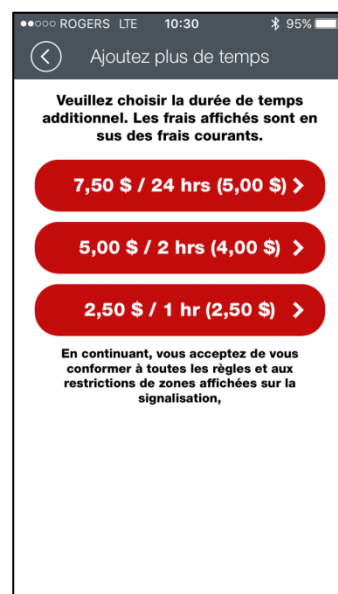 ROGERS LTE 10:30 95%
Ajoutez plus de temps
Veuillez choisir la durée de temps
additionnel. Les frais affichés sont en
sus des frais courants.
7,50 $ / 24 hrs (5,00 $)
5,00 $ / 2 hrs (4,00 $)
2,50 $ / 1 hr (2,50 $)
En continuant, vous acceptez de vous
conformer à toutes les règles et aux
restrictions de zones affichées sur la
signalisation,